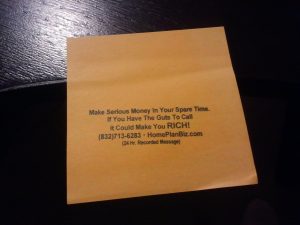 Make Serious Money In Your Spare Time.
If You Have The Guts To Call
it Could Make You RICH!
(832)713-6283 • HomePlanBiz.com
(24 Hr. Recorded Message)